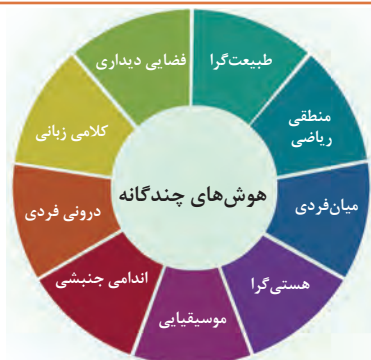 طبیعت‌گرا
فضایی دیداری
منطقی
ریاضی
کلامی زبانی
هوش‌های چندگانه
میان‌فردی
درونی فردی
هستی‌گرا
اندامی جنبشی
موسیقیایی